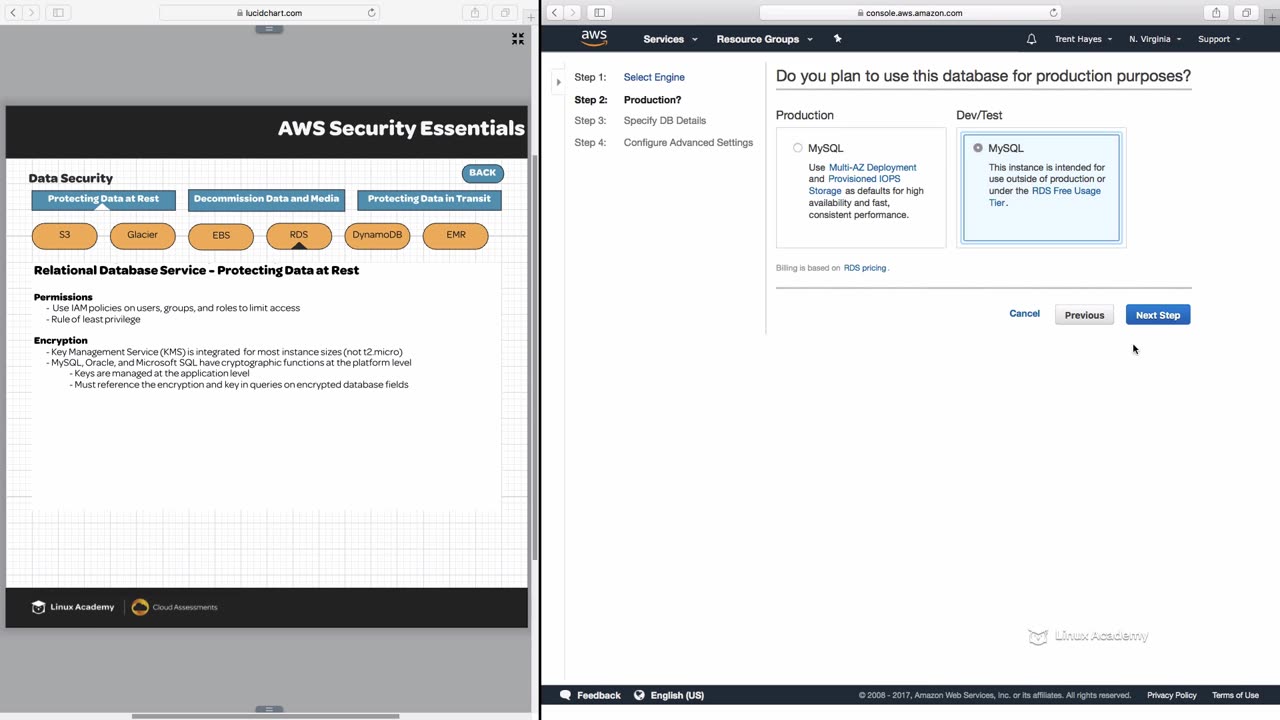 lucidchart.com
AWS Security Essentials
Data Security
BACK
Protecting Data at Rest
Decommission Data and Media
Protecting Data in Transit
S3
Glacier
EBS
RDS
DynamoDB
EMR
Relational Database Service - Protecting Data at Rest
Permissions
- Use IAM policies on users, groups, and roles to limit access
- Rule of least privilege
Encryption
- Key Management Service (KMS) is integrated for most instance sizes (not t2.micro)
- MySQL, Oracle, and Microsoft SQL have cryptographic functions at the platform level
- Keys are managed at the application level
- Must reference the encryption and key in queries on encrypted database fields
Linux Academy
Cloud Assessments
console.aws.amazon.com
aws
Services
Resource Groups
Trent Hayes
N. Virginia
Support
Step 1: Select Engine
Step 2: Production?
Step 3: Specify DB Details
Step 4: Configure Advanced Settings
Do you plan to use this database for production purposes?
Production
MySQL
Use Multi-AZ Deployment
and Provisioned IOPS
Storage as defaults for high
availability and fast,
consistent performance.
Dev/Test
MySQL
This instance is intended for
use outside of production or
under the RDS Free Usage
Tier.
Billing is based on RDS pricing.
Cancel
Previous
Next Step
Linux Academy
Feedback
English (US)
© 2008 - 2017, Amazon Web Services, Inc. or its affiliates. All rights reserved.
Privacy Policy
Terms of Use